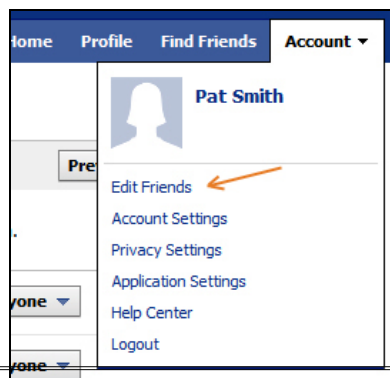 Home Profile Find Friends Account
Pat Smith
Pre
Edit Friends
Account Settings
.
Privacy Settings
Application Settings
yone
Help Center
Logout
yone